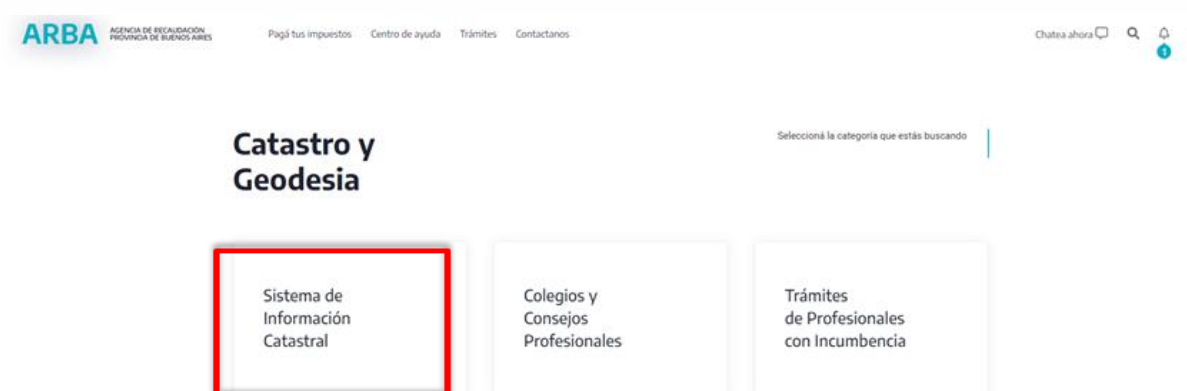 ARBA AGENCIA DE RECAUDACIÓN
PROVINCIA DE BUENOS AIRES
Pagá tus impuestos Centro de ayuda Trámites Contactanos
Chatea ahora
1
Catastro y
Geodesia
Seleccioná la categoría que estás buscando
Sistema de
Información
Catastral
Colegios y
Consejos
Profesionales
Trámites
de Profesionales
con Incumbencia